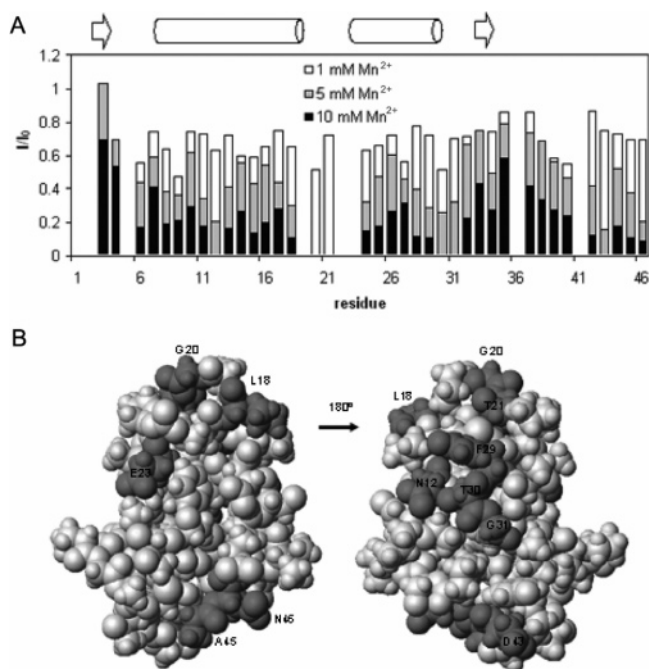 A
1.2
1
0.8
0.6
0.4
0.2
0
I/I₀
1 mM Mn²⁺
5 mM Mn²⁺
10 mM Mn²⁺
1 6 11 16 21 26 31 36 41 46
residue
B
G20
L18
E23
A45
N46
180°
G20
L18
T21
F29
N12
T30
G31
D43